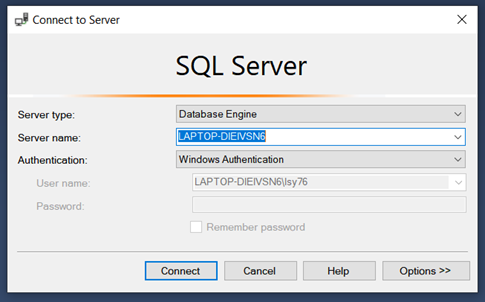 Connect to Server
SQL Server
Server type: Database Engine
Server name: LAPTOP-DIEIVSN6
Authentication: Windows Authentication
User name: LAPTOP-DIEIVSN6\lsy76
Password:
Remember password
Connect Cancel Help Options >>